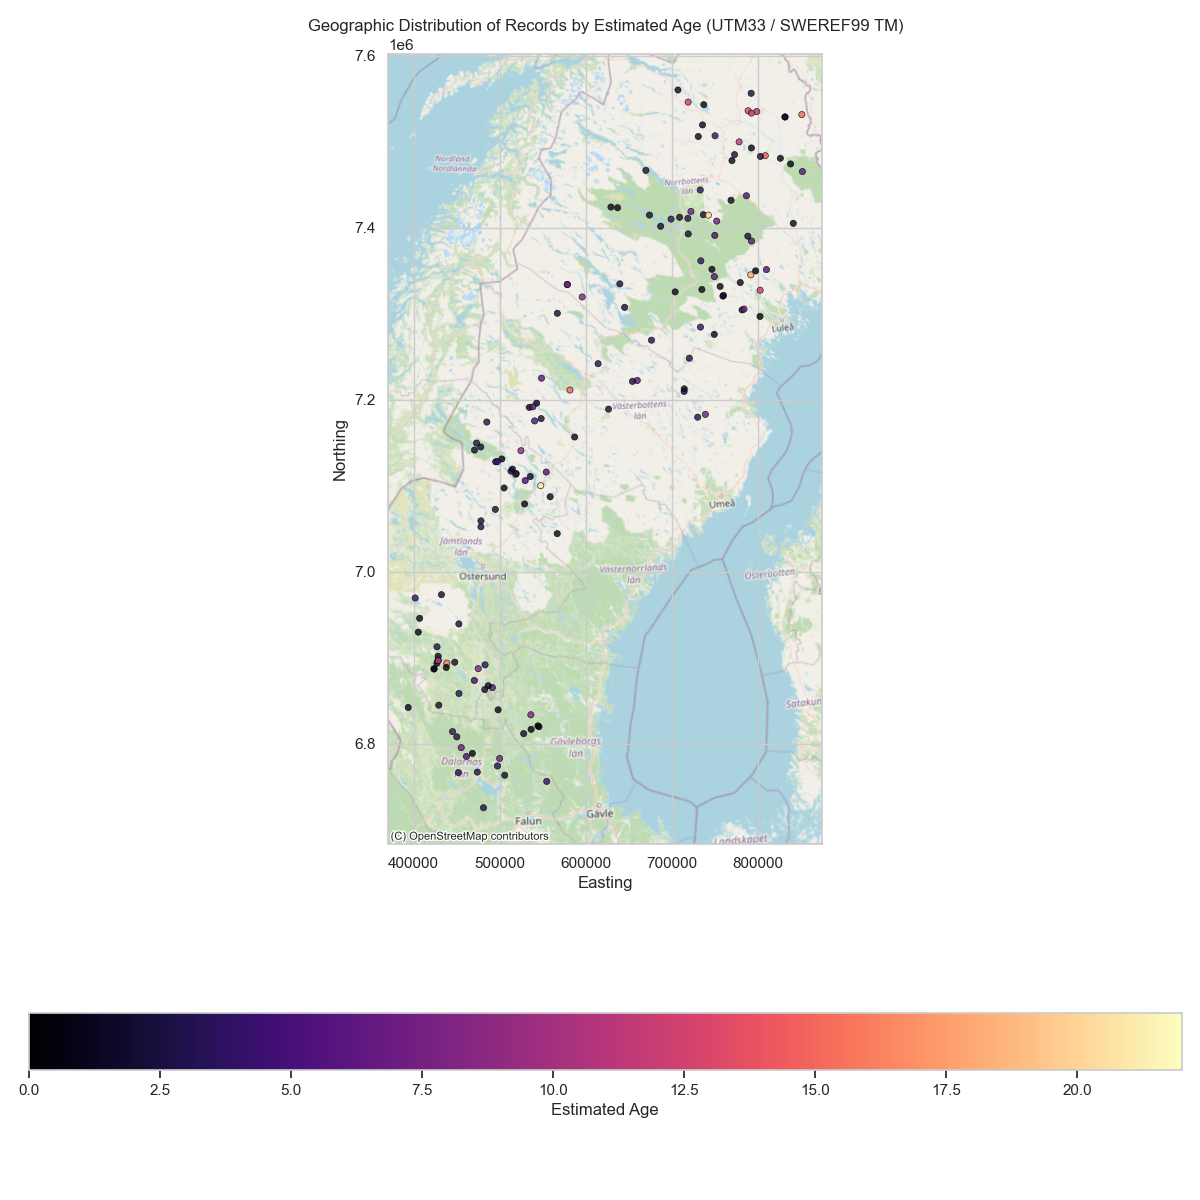 Geographic Distribution of Records by Estimated Age (UTM33 / SWEREF99 TM)
1e6
7.6
7.4
7.2
7.0
6.8
Northing
Nordland
- Nordlánnda
Norrbottens
län
Luleå
Västerbottens
län
Umeå
Jämtlands
län
Östersund
Västernorrlands
län
Österbotten
Satakun
Gävleborgs
län
Dalarnas
län
Falun
Gävle
Landskapet
(C) OpenStreetMap contributors
400000 500000 600000 700000 800000
Easting
0.0 2.5 5.0 7.5 10.0 12.5 15.0 17.5 20.0
Estimated Age